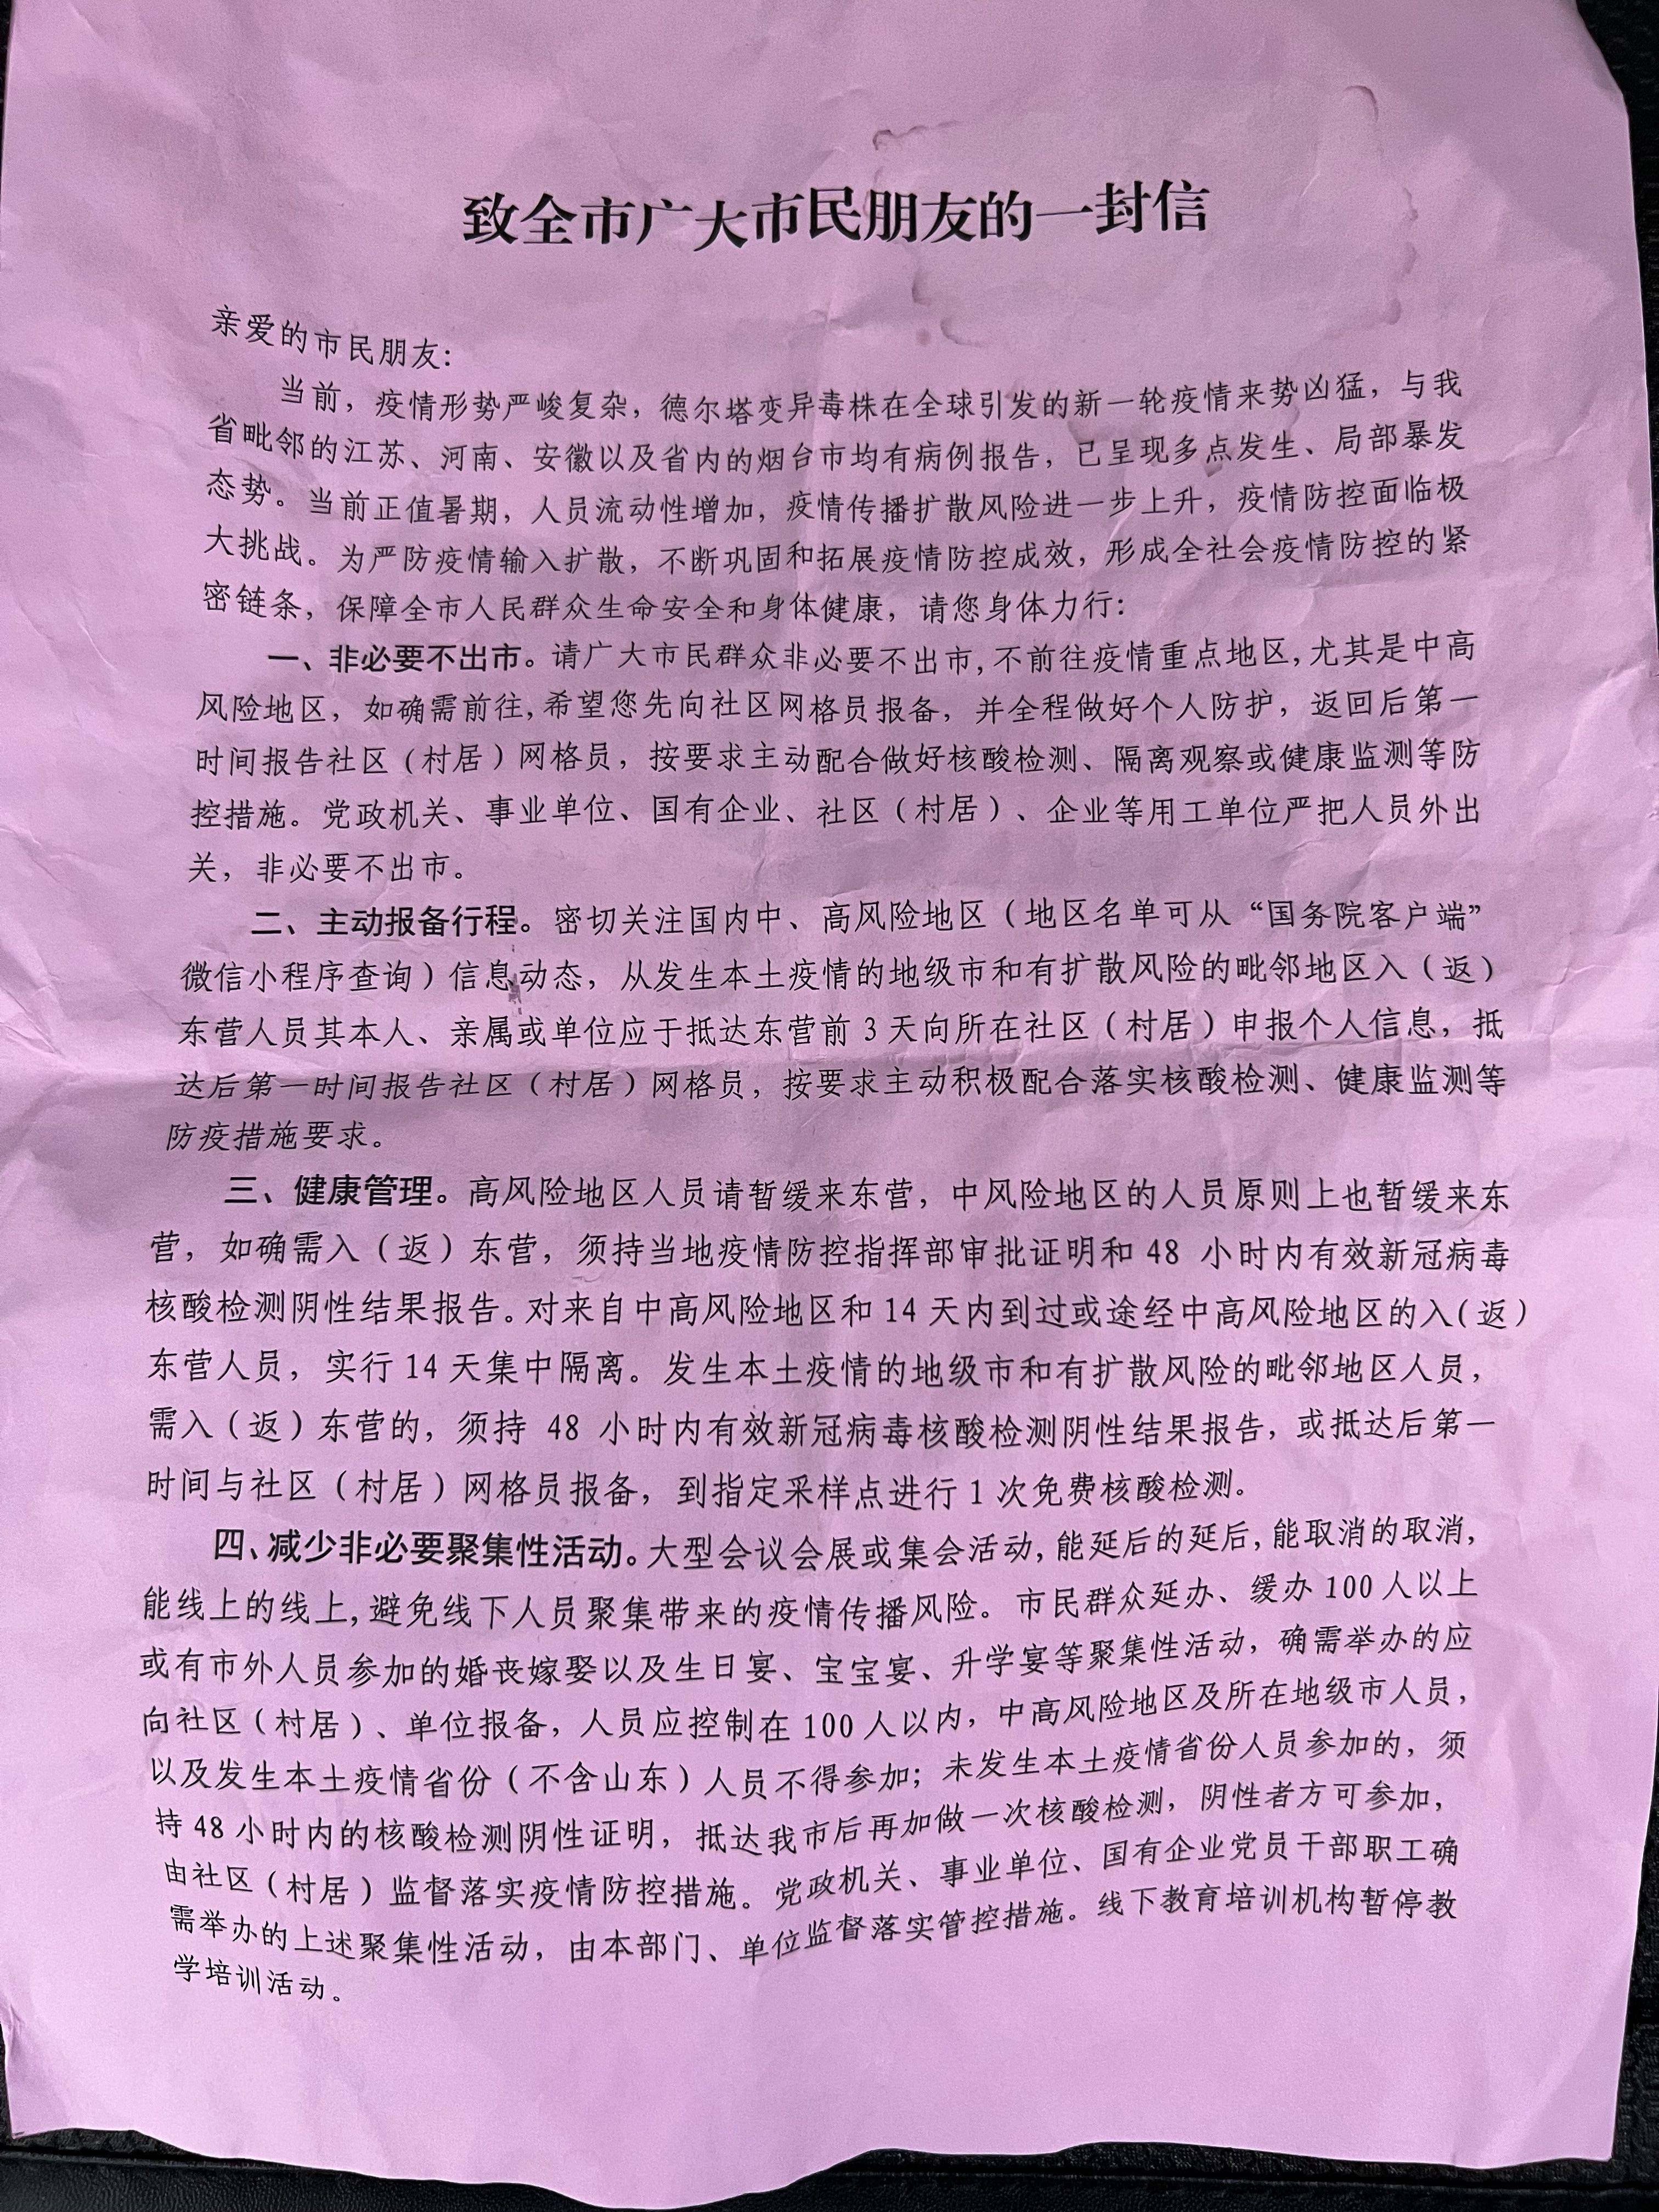 致全市广大市民朋友的一封信
亲爱的市民朋友：
当前，疫情形势严峻复杂，德尔塔变异毒株在全球引发的新一轮疫情来势凶猛，与我
省毗邻的江苏、河南、安徽以及省内的烟台市均有病例报告，已呈现多点发生、局部暴发
态势。当前正值暑期，人员流动性增加，疫情传播扩散风险进一步上升，疫情防控面临极
大挑战。为严防疫情输入扩散，不断巩固和拓展疫情防控成效，形成全社会疫情防控的紧
密链条，保障全市人民群众生命安全和身体健康，请您身体力行：
一、非必要不出市。请广大市民群众非必要不出市，不前往疫情重点地区，尤其是中高
风险地区，如确需前往，希望您先向社区网格员报备，并全程做好个人防护，返回后第一
时间报告社区（村居）网格员，按要求主动配合做好核酸检测、隔离观察或健康监测等防
控措施。党政机关、事业单位、国有企业、社区（村居）、企业等用工单位严把人员外出
关，非必要不出市。
二、主动报备行程。密切关注国内中、高风险地区（地区名单可从“国务院客户端”
微信小程序查询）信息动态，从发生本土疫情的地级市和有扩散风险的毗邻地区入（返）
东营人员其本人、亲属或单位应于抵达东营前3天向所在社区（村居）申报个人信息，抵
达后第一时间报告社区（村居）网格员，按要求主动积极配合落实核酸检测、健康监测等
防疫措施要求。
三、健康管理。高风险地区人员请暂缓来东营，中风险地区的人员原则上也暂缓来东
营，如确需入（返）东营，须持当地疫情防控指挥部审批证明和48 小时内有效新冠病毒
核酸检测阴性结果报告。对来自中高风险地区和14天内到过或途经中高风险地区的入（返）
东营人员，实行14天集中隔离。发生本土疫情的地级市和有扩散风险的毗邻地区人员，
需入（返）东营的，须持 48 小时内有效新冠病毒核酸检测阴性结果报告，或抵达后第一
时间与社区（村居）网格员报备，到指定采样点进行1次免费核酸检测。
四、减少非必要聚集性活动。大型会议会展或集会活动，能延后的延后，能取消的取消，
能线上的线上，避免线下人员聚集带来的疫情传播风险。市民群众延办、缓办100人以上
或有市外人员参加的婚丧嫁娶以及生日宴、宝宝宴、升学宴等聚集性活动，确需举办的应
向社区（村居）、单位报备，人员应控制在100人以内，中高风险地区及所在地级市人员，
以及发生本土疫情省份（不含山东）人员不得参加；未发生本土疫情省份人员参加的，须
持48小时内的核酸检测阴性证明，抵达我市后再加做一次核酸检测，阴性者方可参加，
由社区（村居）监督落实疫情防控措施。党政机关、事业单位、国有企业党员干部职工确
需举办的上述聚集性活动，由本部门、单位监督落实管控措施。线下教育培训机构暂停教
学培训活动。